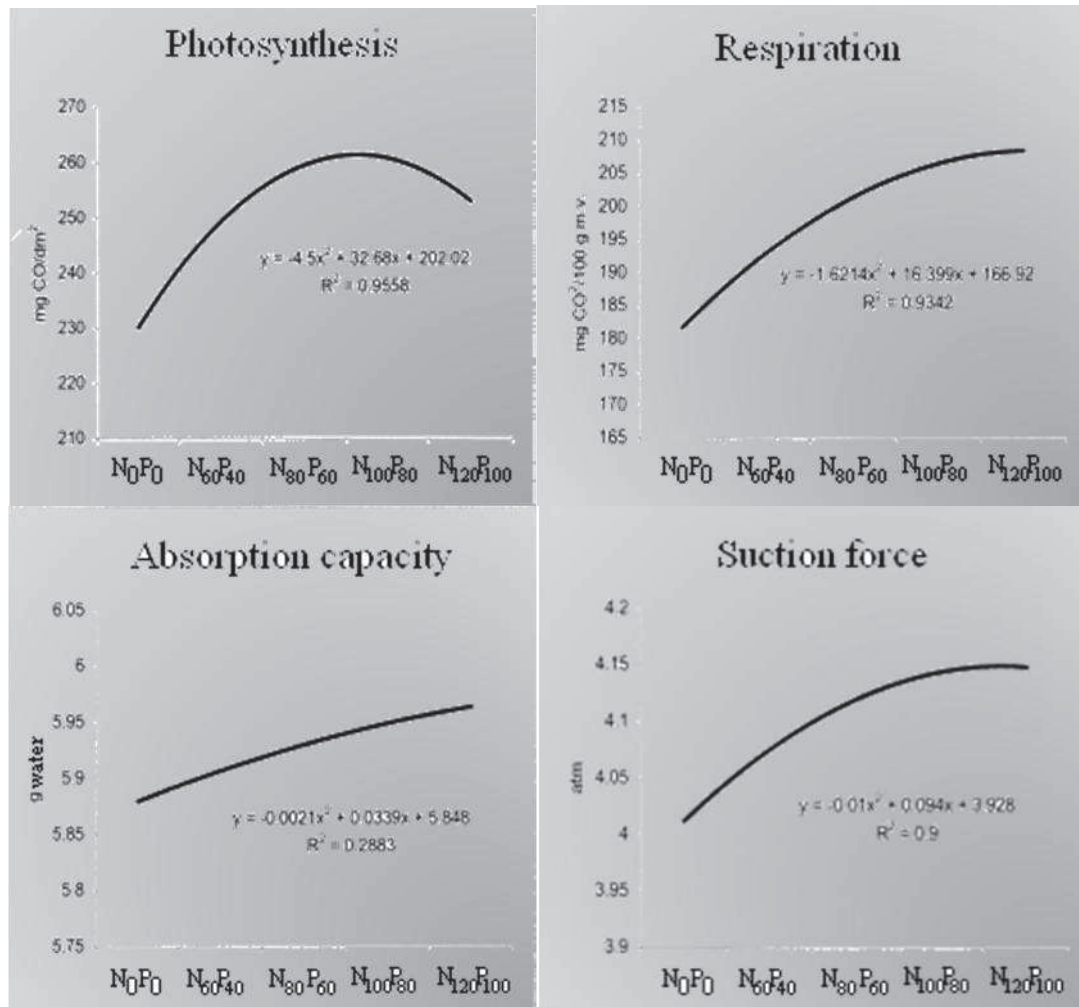 Photosynthesis
270
260
250
240
230
220
210
mg CO/dm²
y = -4.5x² + 32.68x + 202.02
R² = 0.9558
N₀P₀ N₆₀P₄₀ N₈₀P₆₀ N₁₀₀P₈₀ N₁₂₀P₁₀₀
Respiration
215
210
205
200
195
190
185
180
175
170
165
mg CO²/100 g m.v.
y = -1.6214x² + 16.399x + 166.92
R² = 0.9342
N₀P₀ N₆₀P₄₀ N₈₀P₆₀ N₁₀₀P₈₀ N₁₂₀P₁₀₀
Absorption capacity
6.05
6
5.95
5.9
5.85
5.8
5.75
g water
y = -0.0021x² + 0.0339x + 5.848
R² = 0.2883
N₀P₀ N₆₀P₄₀ N₈₀P₆₀ N₁₀₀P₈₀ N₁₂₀P₁₀₀
Suction force
4.2
4.15
4.1
4.05
4
3.95
3.9
atm
y = -0.01x² + 0.094x + 3.928
R² = 0.9
N₀P₀ N₆₀P₄₀ N₈₀P₆₀ N₁₀₀P₈₀ N₁₂₀P₁₀₀